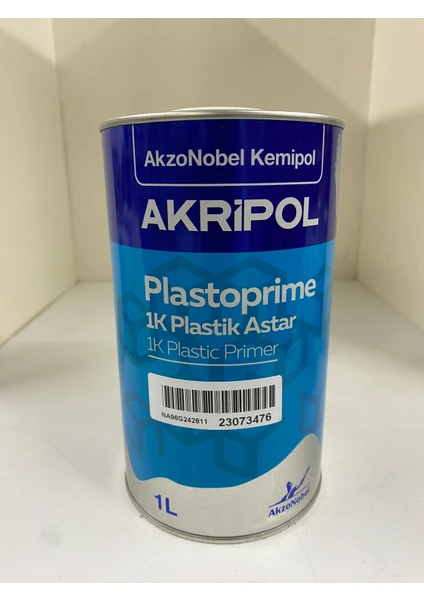 AkzoNobel Kemipol
AKRiPOL
Plastoprime
1K Plastik Astar
1K Plastic Primer
NA96G242811 23073476
1L
AkzoNobel